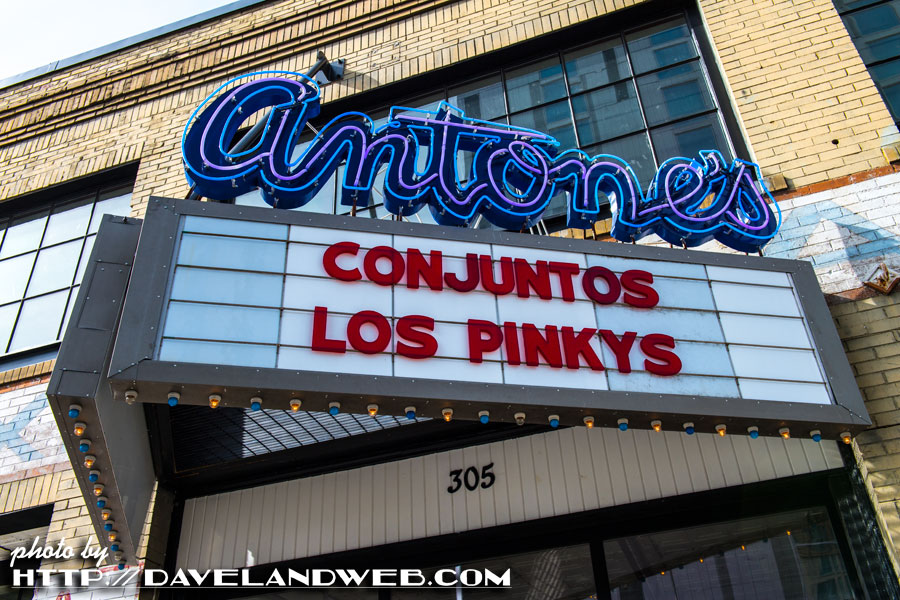 antone's
CONJUNTOS
LOS PINKYS
305
photo by
HTTP://DAVELANDWEB.COM